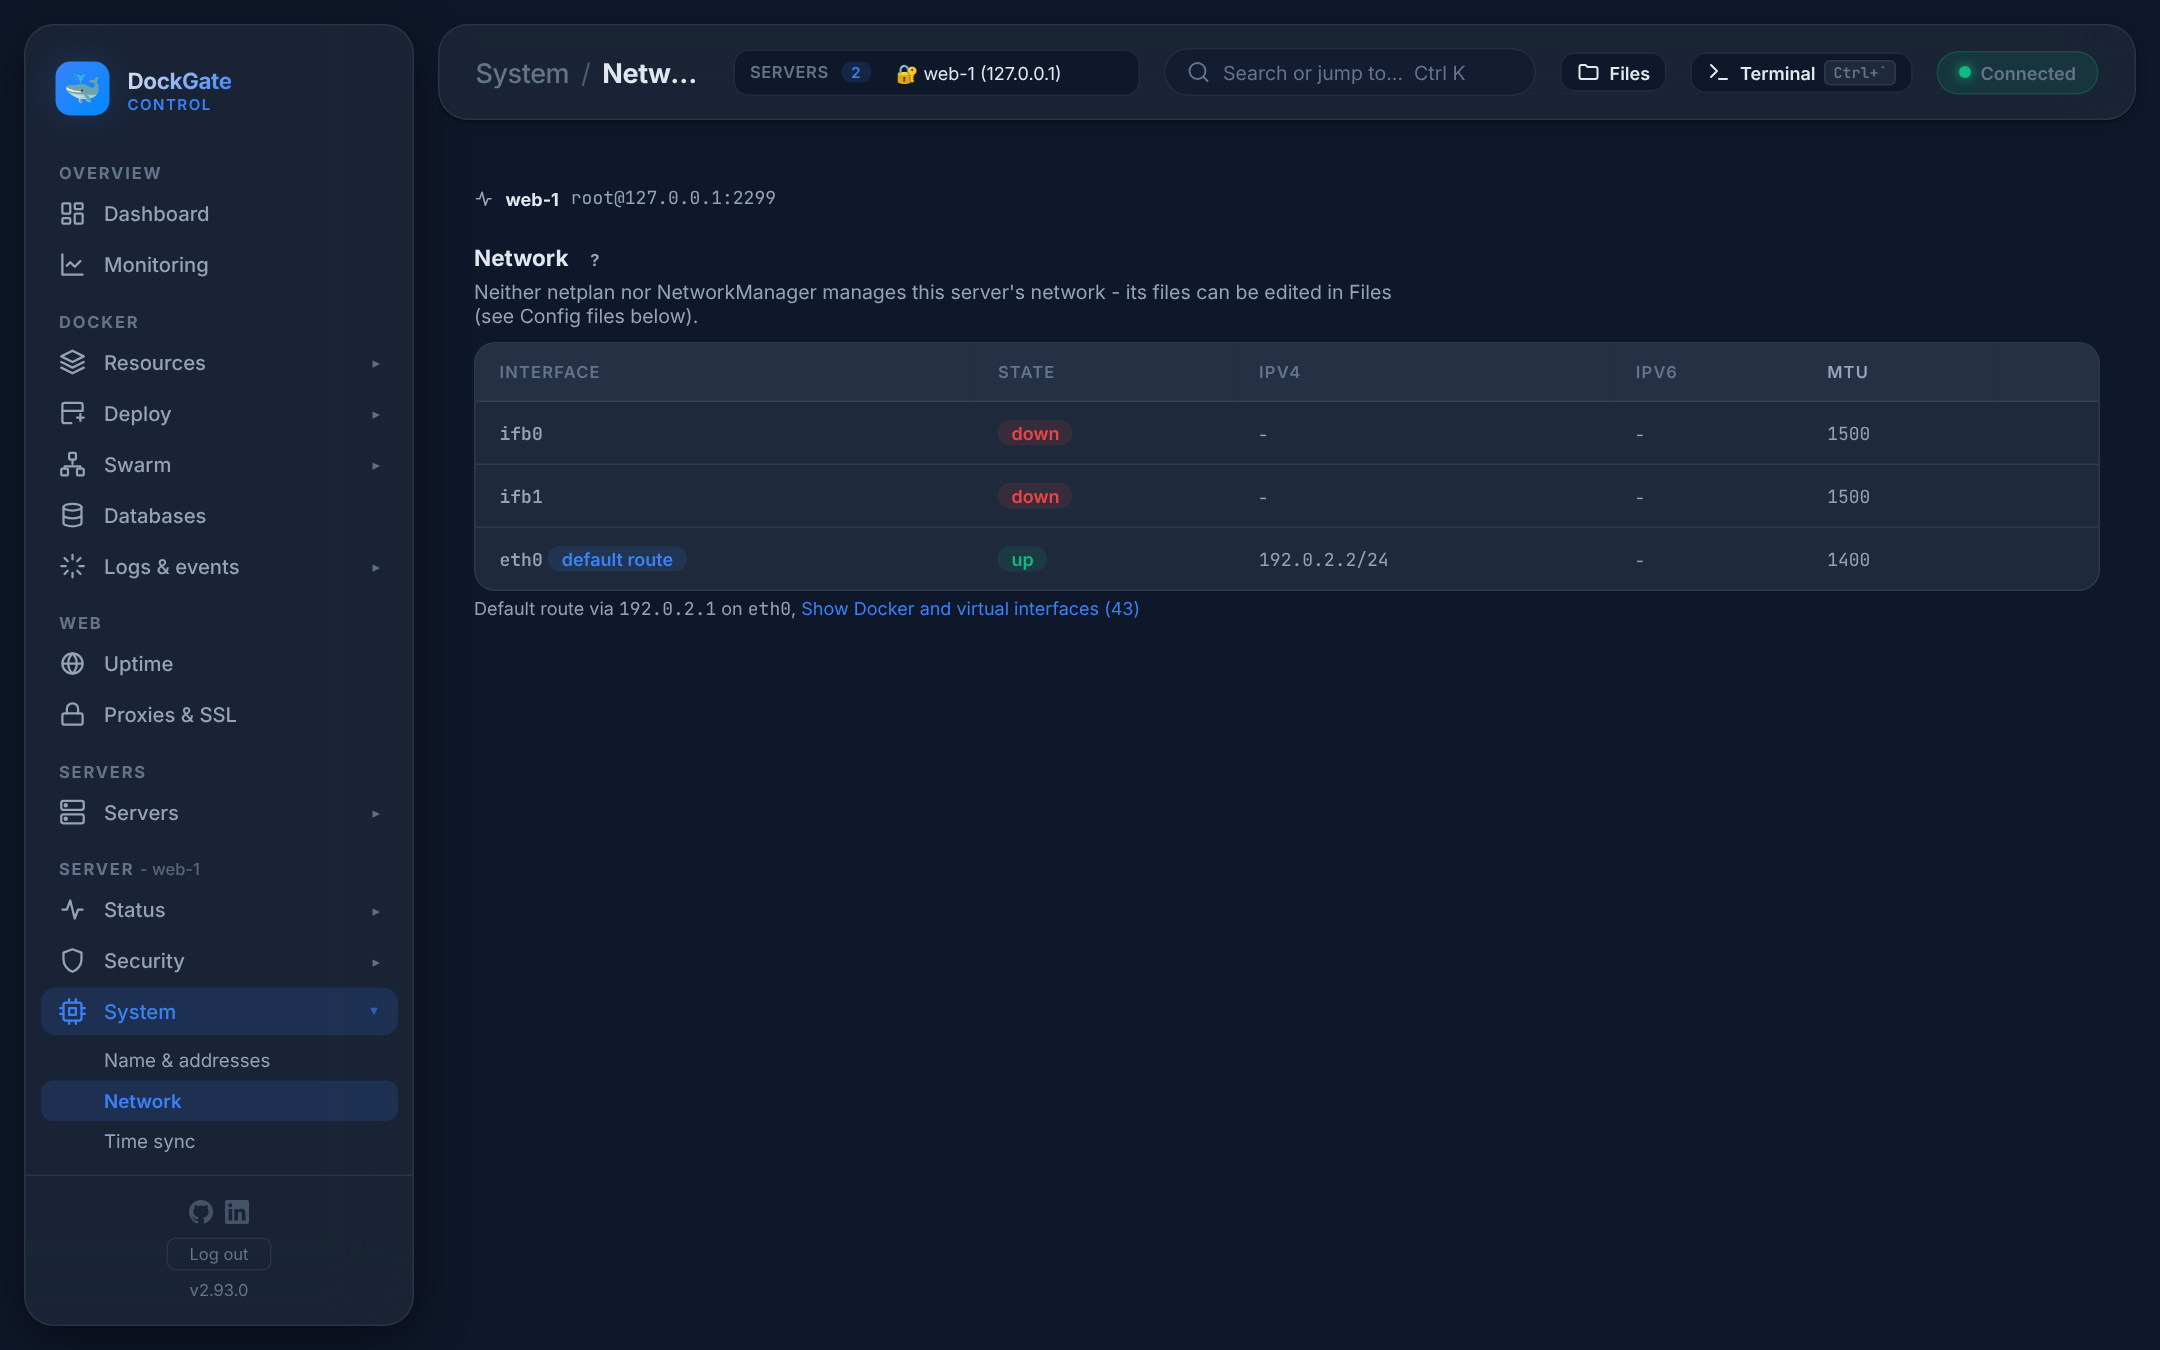 DockGate
CONTROL
OVERVIEW
Dashboard
Monitoring
DOCKER
Resources
Deploy
Swarm
Databases
Logs & events
WEB
Uptime
Proxies & SSL
SERVERS
Servers
SERVER - web-1
Status
Security
System
Name & addresses
Network
Time sync
Log out
v2.93.0
System / Netw...
SERVERS 2 web-1 (127.0.0.1)
Search or jump to... Ctrl K
Files
Terminal Ctrl+`
Connected
web-1 root@127.0.0.1:2299
Network ?
Neither netplan nor NetworkManager manages this server's network - its files can be edited in Files
(see Config files below).
INTERFACE STATE IPV4 IPV6 MTU
ifb0 down - - 1500
ifb1 down - - 1500
eth0 default route up 192.0.2.2/24 - 1400
Default route via 192.0.2.1 on eth0, Show Docker and virtual interfaces (43)